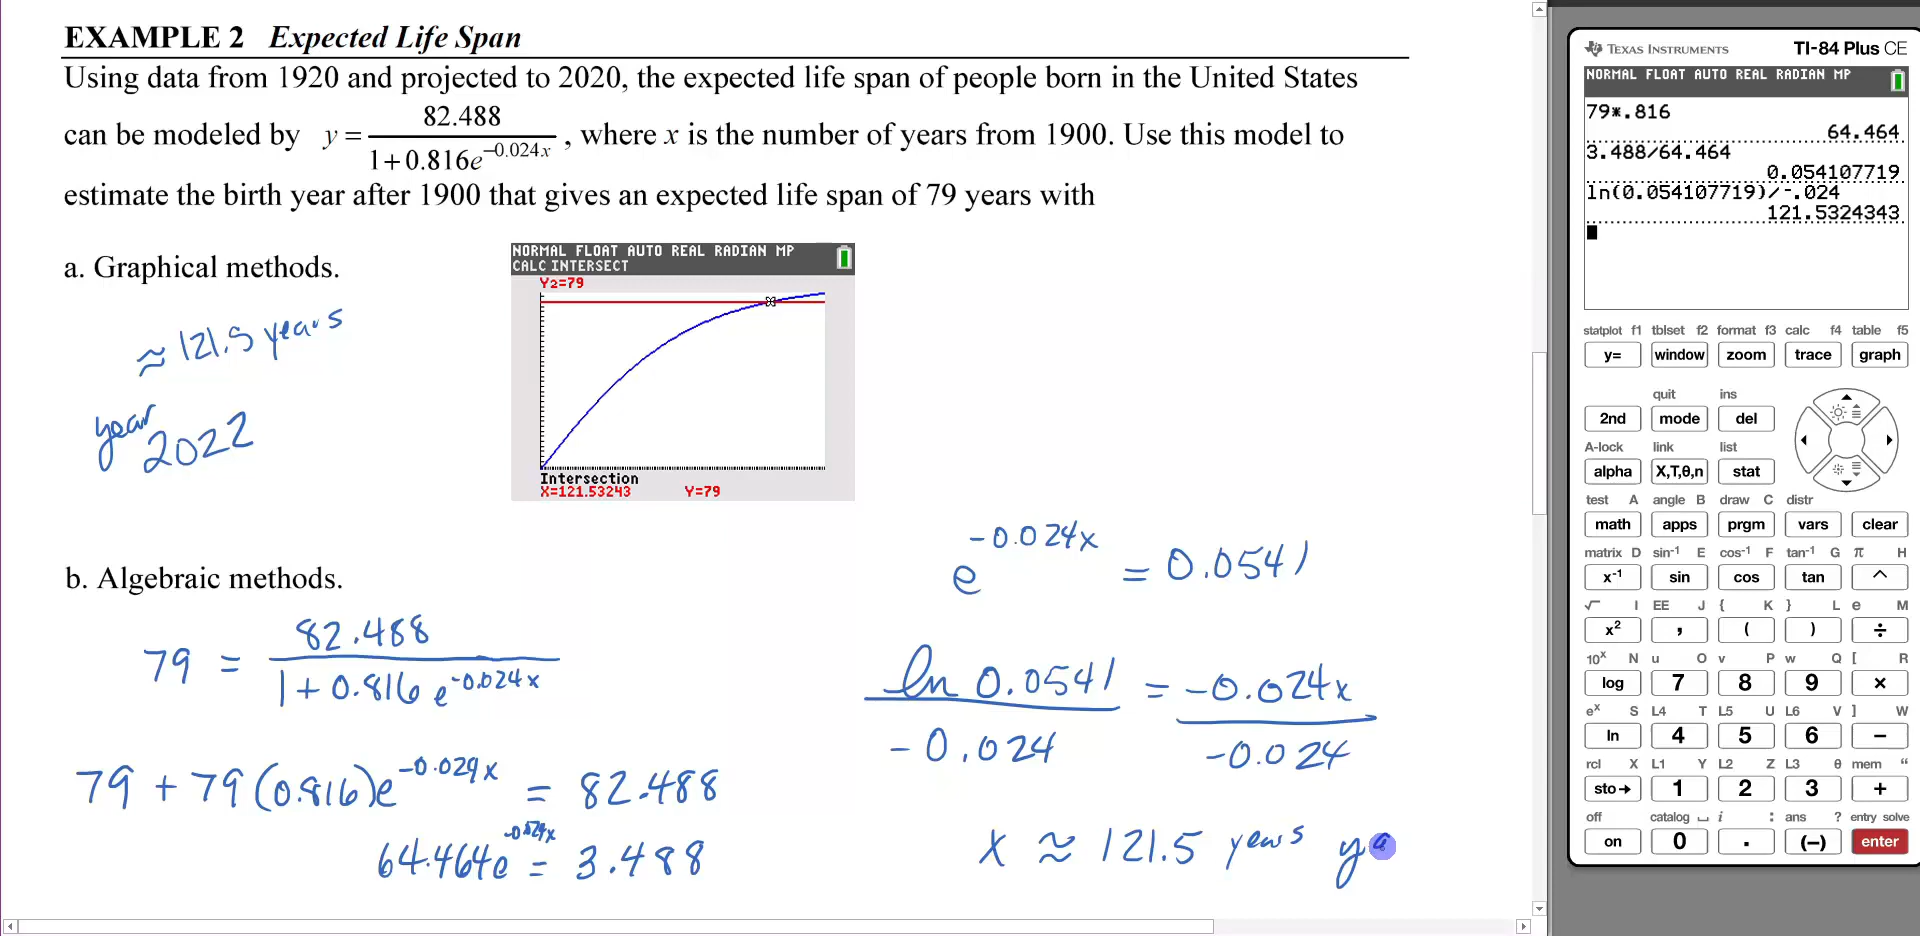 EXAMPLE 2 Expected Life Span
Using data from 1920 and projected to 2020, the expected life span of people born in the United States
can be modeled by y = 82.488 / (1+0.816e^−0.024x), where x is the number of years from 1900. Use this model to
estimate the birth year after 1900 that gives an expected life span of 79 years with
a. Graphical methods.
≈ 121.5 years
year 2022
NORMAL FLOAT AUTO REAL RADIAN MP
CALC INTERSECT
Y2=79
Intersection
X=121.53243 Y=79
b. Algebraic methods.
79 = 82.488 / (1 + 0.816 e^-0.024x)
79 + 79 (0.816) e^-0.024x = 82.488
64.464e^-0.024x = 3.488
e^-0.024x = 0.0541
ln 0.0541 / -0.024 = -0.024x / -0.024
x ≈ 121.5 years ya
TEXAS INSTRUMENTS TI-84 Plus CE
NORMAL FLOAT AUTO REAL RADIAN MP
79*.816
64.464
3.488/64.464
0.054107719
ln(0.054107719)/-.024
121.5324343
statplot f1 tblset f2 format f3 calc f4 table f5
y= window zoom trace graph
quit ins
2nd mode del
A-lock link list
alpha X,T,θ,n stat
test A angle B draw C distr
math apps prgm vars clear
matrix D sin⁻¹ E cos⁻¹ F tan⁻¹ G π H
x⁻¹ sin cos tan ^
√ I EE J { K } L e M
x² , ( ) ÷
10ˣ N u O v P w Q [ R
log 7 8 9 ×
eˣ S L4 T L5 U L6 V ] W
ln 4 5 6 −
rcl X L1 Y L2 Z L3 θ mem "
sto→ 1 2 3 +
off catalog ⎵ i : ans ? entry solve
on 0 . (−) enter